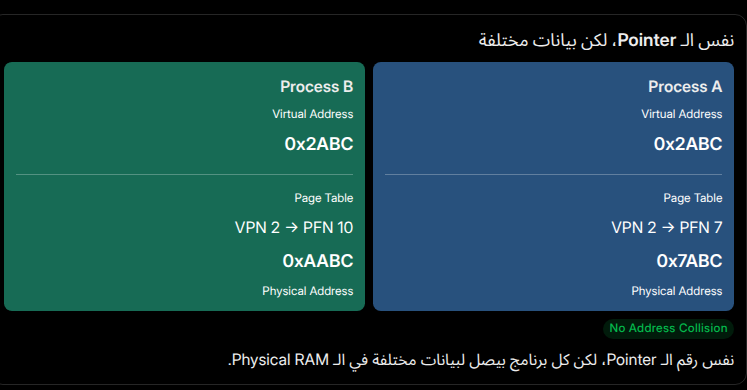 نفس الـ Pointer، لكن بيانات مختلفة
Process A
Virtual Address
0x2ABC
Page Table
VPN 2 → PFN 7
0x7ABC
Physical Address
Process B
Virtual Address
0x2ABC
Page Table
VPN 2 → PFN 10
0xAABC
Physical Address
No Address Collision
نفس رقم الـ Pointer، لكن كل برنامج بيصل لبيانات مختلفة في الـ Physical RAM.